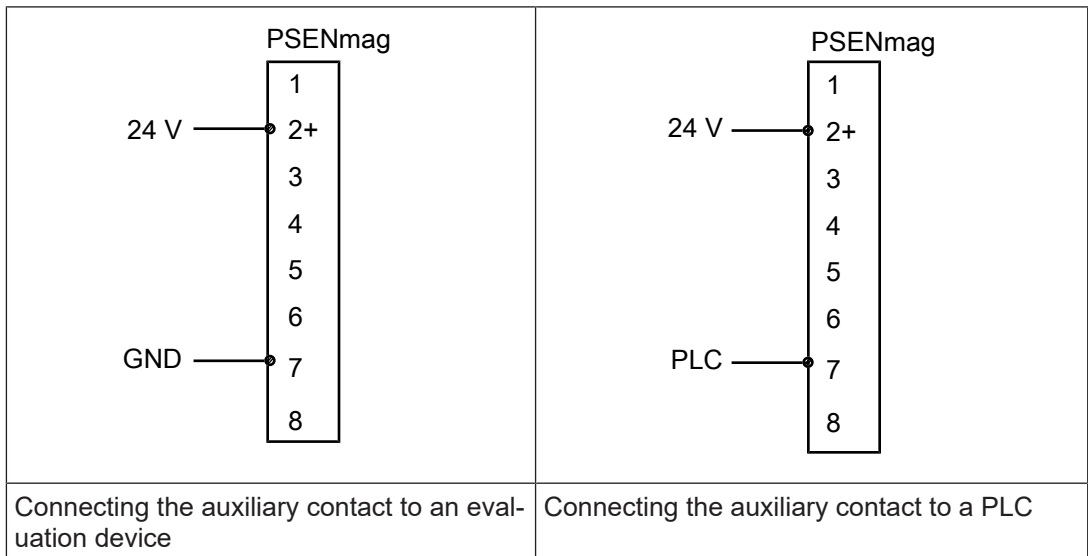 PSENmag
1
24 V
2+
3
4
5
6
GND
7
8
PSENmag
1
24 V
2+
3
4
5
6
PLC
7
8
Connecting the auxiliary contact to an eval-
uation device
Connecting the auxiliary contact to a PLC